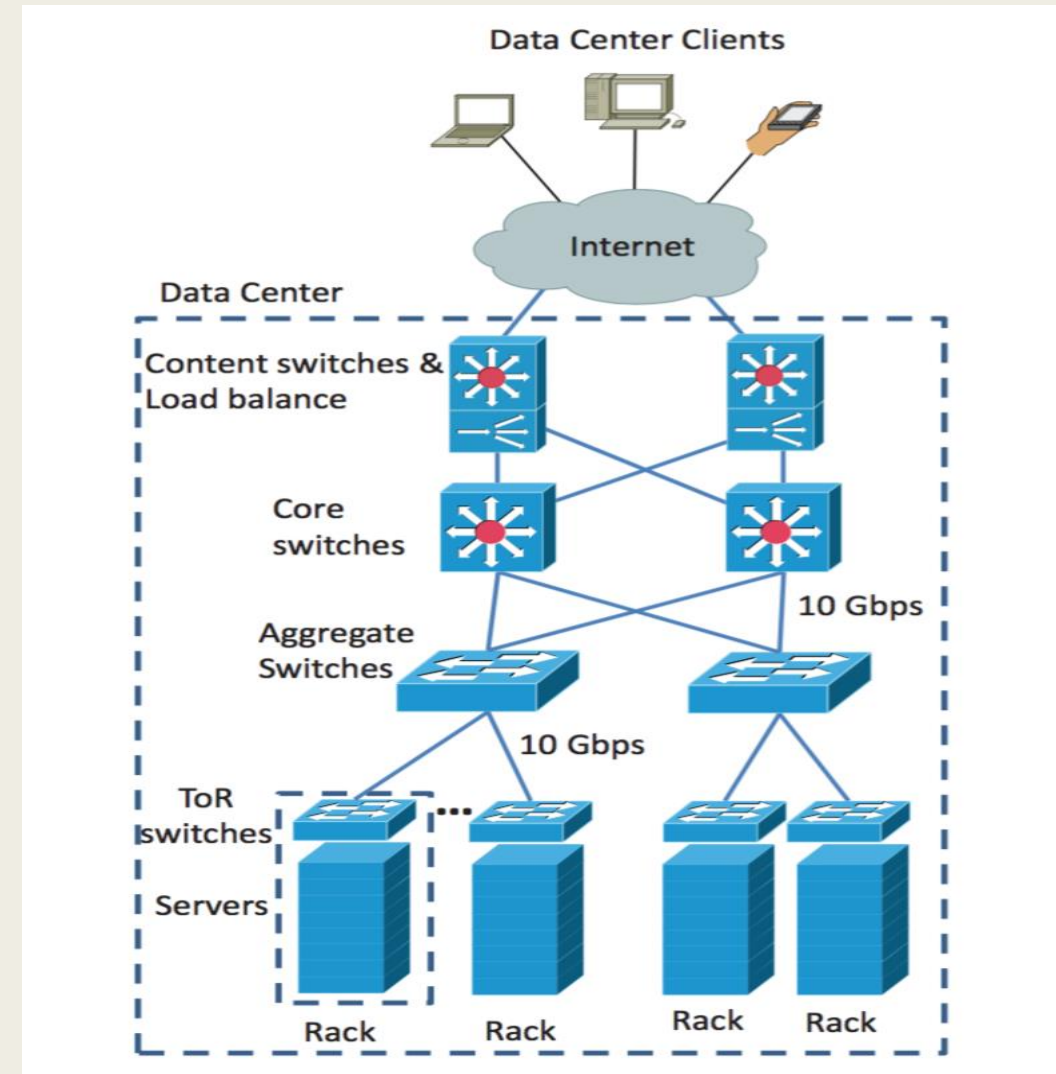 Data Center Clients
Internet
Data Center
Content switches &
Load balance
Core
switches
10 Gbps
Aggregate
Switches
10 Gbps
ToR
switches
...
Servers
Rack
Rack
Rack
Rack